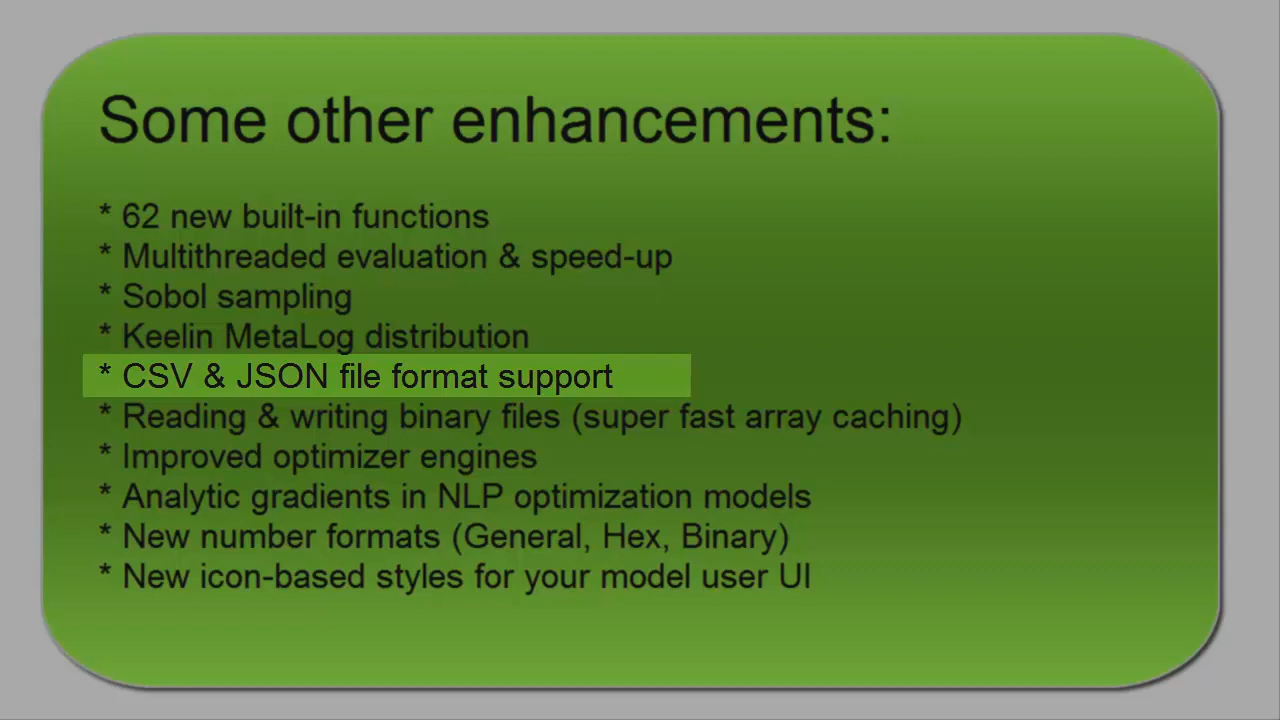 Some other enhancements:
* 62 new built-in functions
* Multithreaded evaluation & speed-up
* Sobol sampling
* Keelin MetaLog distribution
* CSV & JSON file format support
* Reading & writing binary files (super fast array caching)
* Improved optimizer engines
* Analytic gradients in NLP optimization models
* New number formats (General, Hex, Binary)
* New icon-based styles for your model user UI